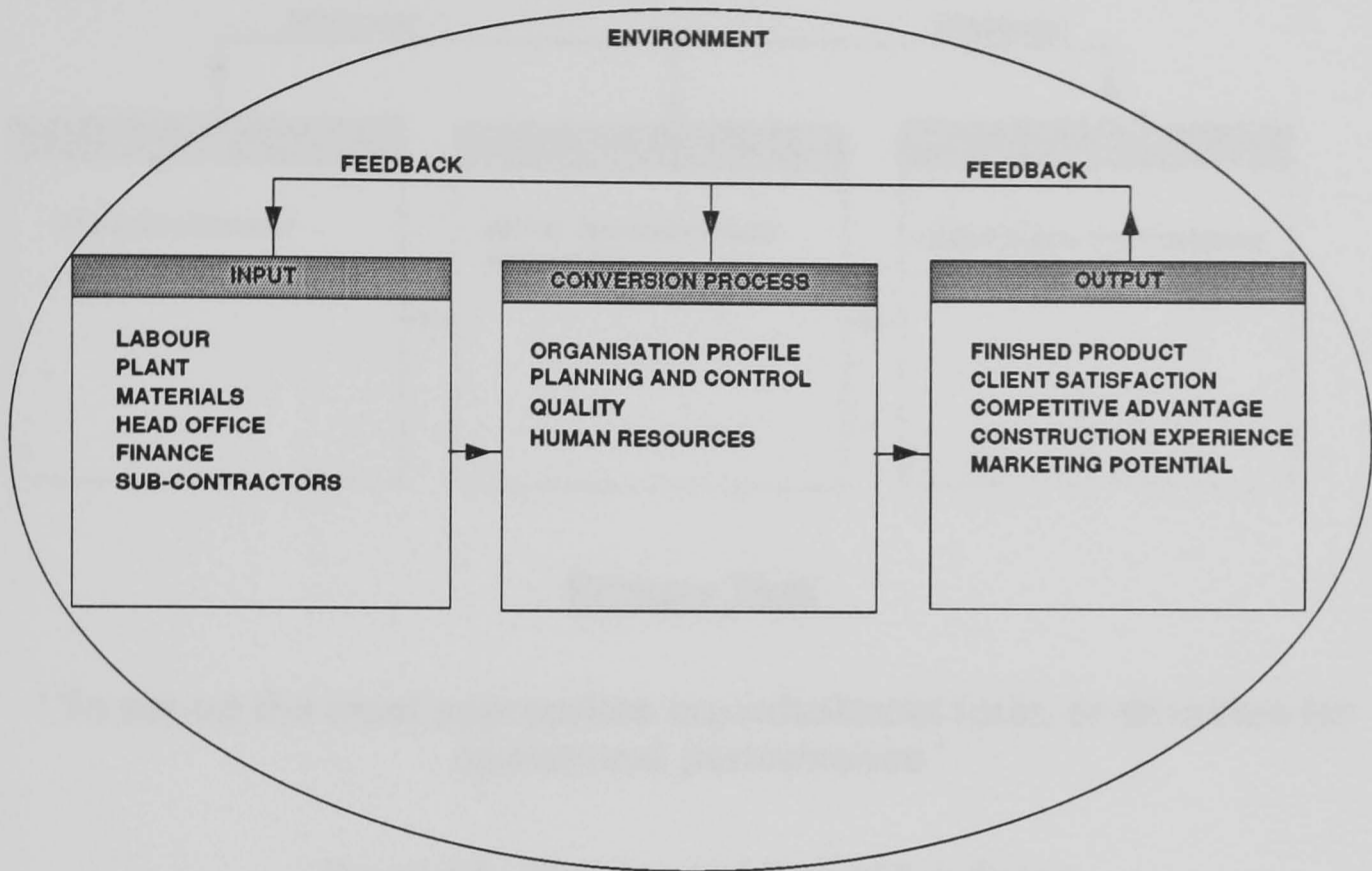 ENVIRONMENT
FEEDBACK
FEEDBACK
INPUT
LABOUR
PLANT
MATERIALS
HEAD OFFICE
FINANCE
SUB-CONTRACTORS
CONVERSION PROCESS
ORGANISATION PROFILE
PLANNING AND CONTROL
QUALITY
HUMAN RESOURCES
OUTPUT
FINISHED PRODUCT
CLIENT SATISFACTION
COMPETITIVE ADVANTAGE
CONSTRUCTION EXPERIENCE
MARKETING POTENTIAL